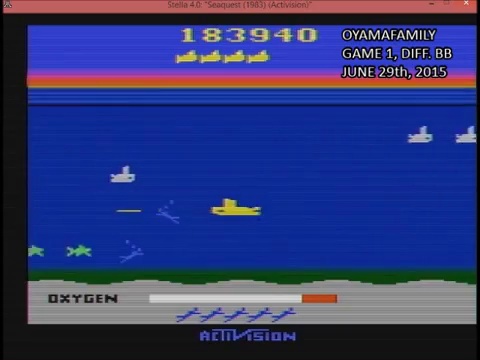 Stella 4.0: "Seaquest (1983) (Activision)"
183940
OYAMAFAMILY
GAME 1, DIFF. BB
JUNE 29th, 2015
OXYGEN
ACTIVISION